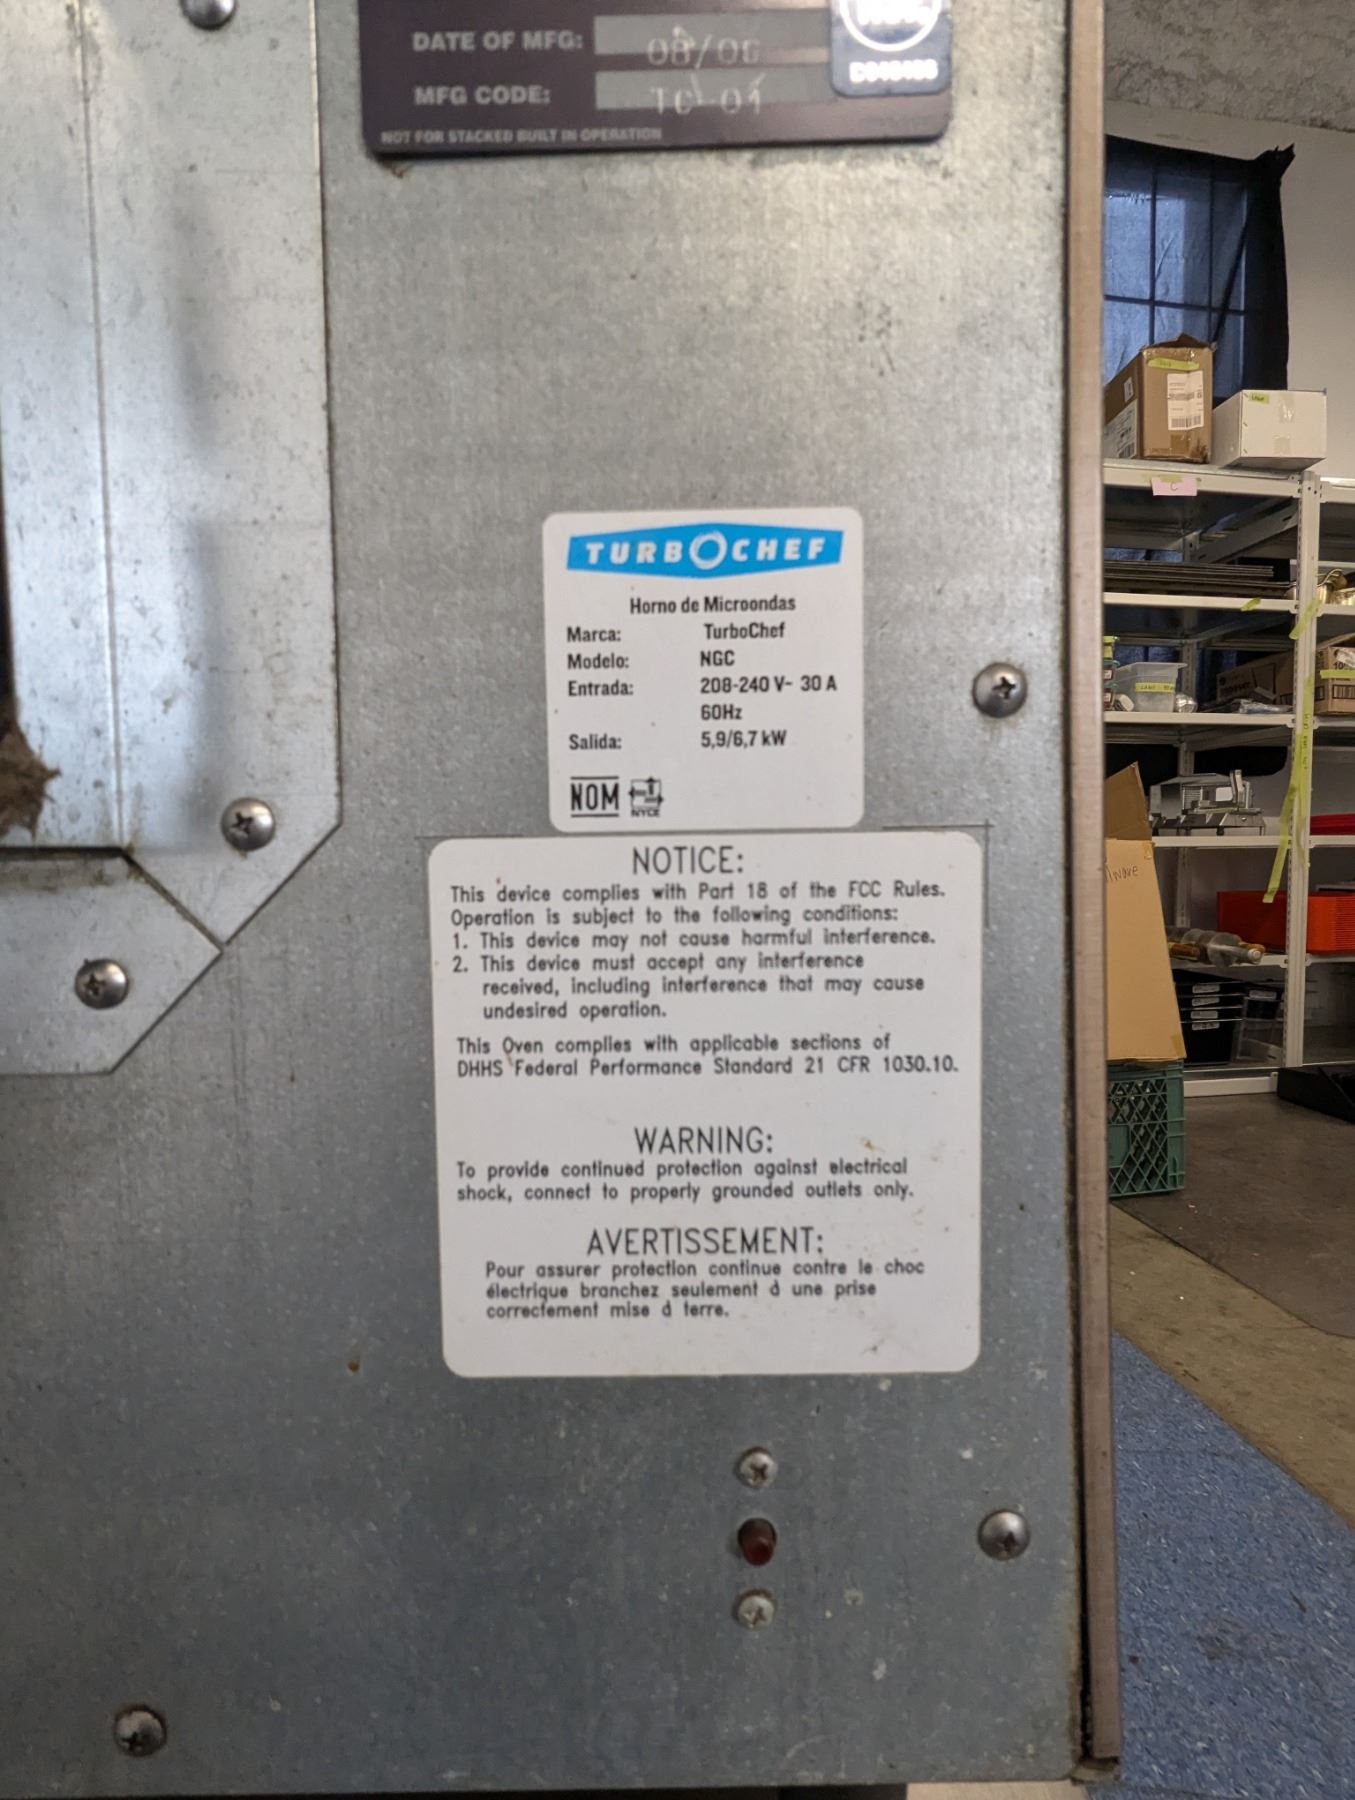 DATE OF MFG:
MFG CODE: TC-01
NOT FOR STACKED BUILT IN OPERATION
TURBOCHEF
Horno de Microondas
Marca: TurboChef
Modelo: NGC
Entrada: 208-240 V~ 30 A
60Hz
Salida: 5,9/6,7 kW
NOM NYCE
NOTICE:
This device complies with Part 18 of the FCC Rules.
Operation is subject to the following conditions:
1. This device may not cause harmful interference.
2. This device must accept any interference
received, including interference that may cause
undesired operation.
This Oven complies with applicable sections of
DHHS Federal Performance Standard 21 CFR 1030.10.
WARNING:
To provide continued protection against electrical
shock, connect to properly grounded outlets only.
AVERTISSEMENT:
Pour assurer protection continue contre le choc
électrique branchez seulement á une prise
correctement mise á terre.
C